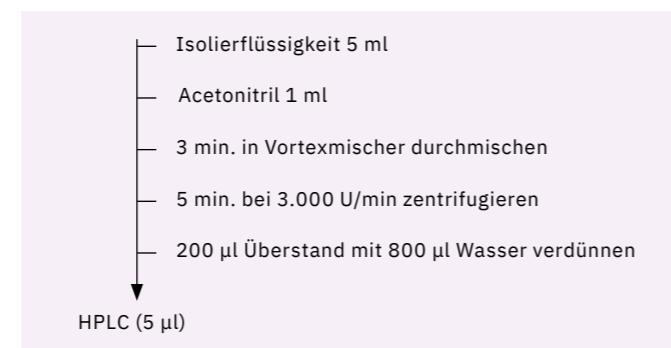 Isolierflüssigkeit 5 ml
Acetonitril 1 ml
3 min. in Vortexmischer durchmischen
5 min. bei 3.000 U/min zentrifugieren
200 µl Überstand mit 800 µl Wasser verdünnen
HPLC (5 µl)